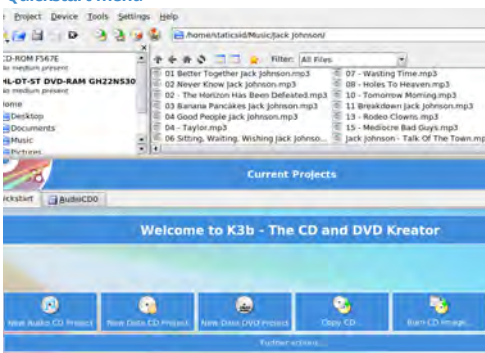 Quickstart Menu
Project Device Tools Settings Help
/home/staticsid/Music/Jack Johnson/
CD-ROM F567E
No medium present
HL-DT-ST DVD-RAM GH22NS30
No medium present
Home
Desktop
Documents
Music
Pictures
Filter: All Files
01 Better Together Jack Johnson.mp3
02 Never Know Jack Johnson.mp3
02 - The Horizon Has Been Defeated.mp3
03 Banana Pancakes Jack Johnson.mp3
04 Good People Jack Johnson.mp3
04 - Taylor.mp3
06 Sitting, Waiting, Wishing Jack Johnso...
07 - Wasting Time.mp3
08 - Holes To Heaven.mp3
10 - Tomorrow Morning.mp3
11 Breakdown Jack Johnson.mp3
13 - Rodeo Clowns.mp3
15 - Mediocre Bad Guys.mp3
Jack Johnson - Talk Of The Town.mp3
Current Projects
ickstart
AudioCD0
Welcome to K3b - The CD and DVD Kreator
New Audio CD Project
New Data CD Project
New Data DVD Project
Copy CD...
Burn CD Image...
Further actions...